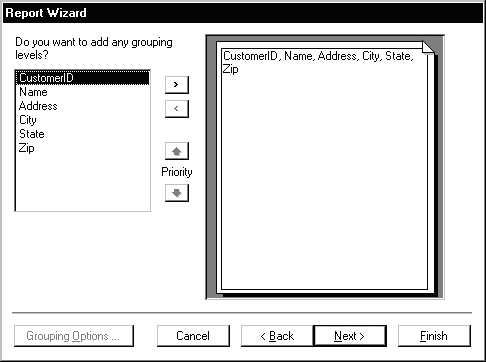 Report Wizard
Do you want to add any grouping
levels?
CustomerID
Name
Address
City
State
Zip
>
<
Priority
CustomerID, Name, Address, City, State,
Zip
Grouping Options ...
Cancel
< Back
Next >
Finish